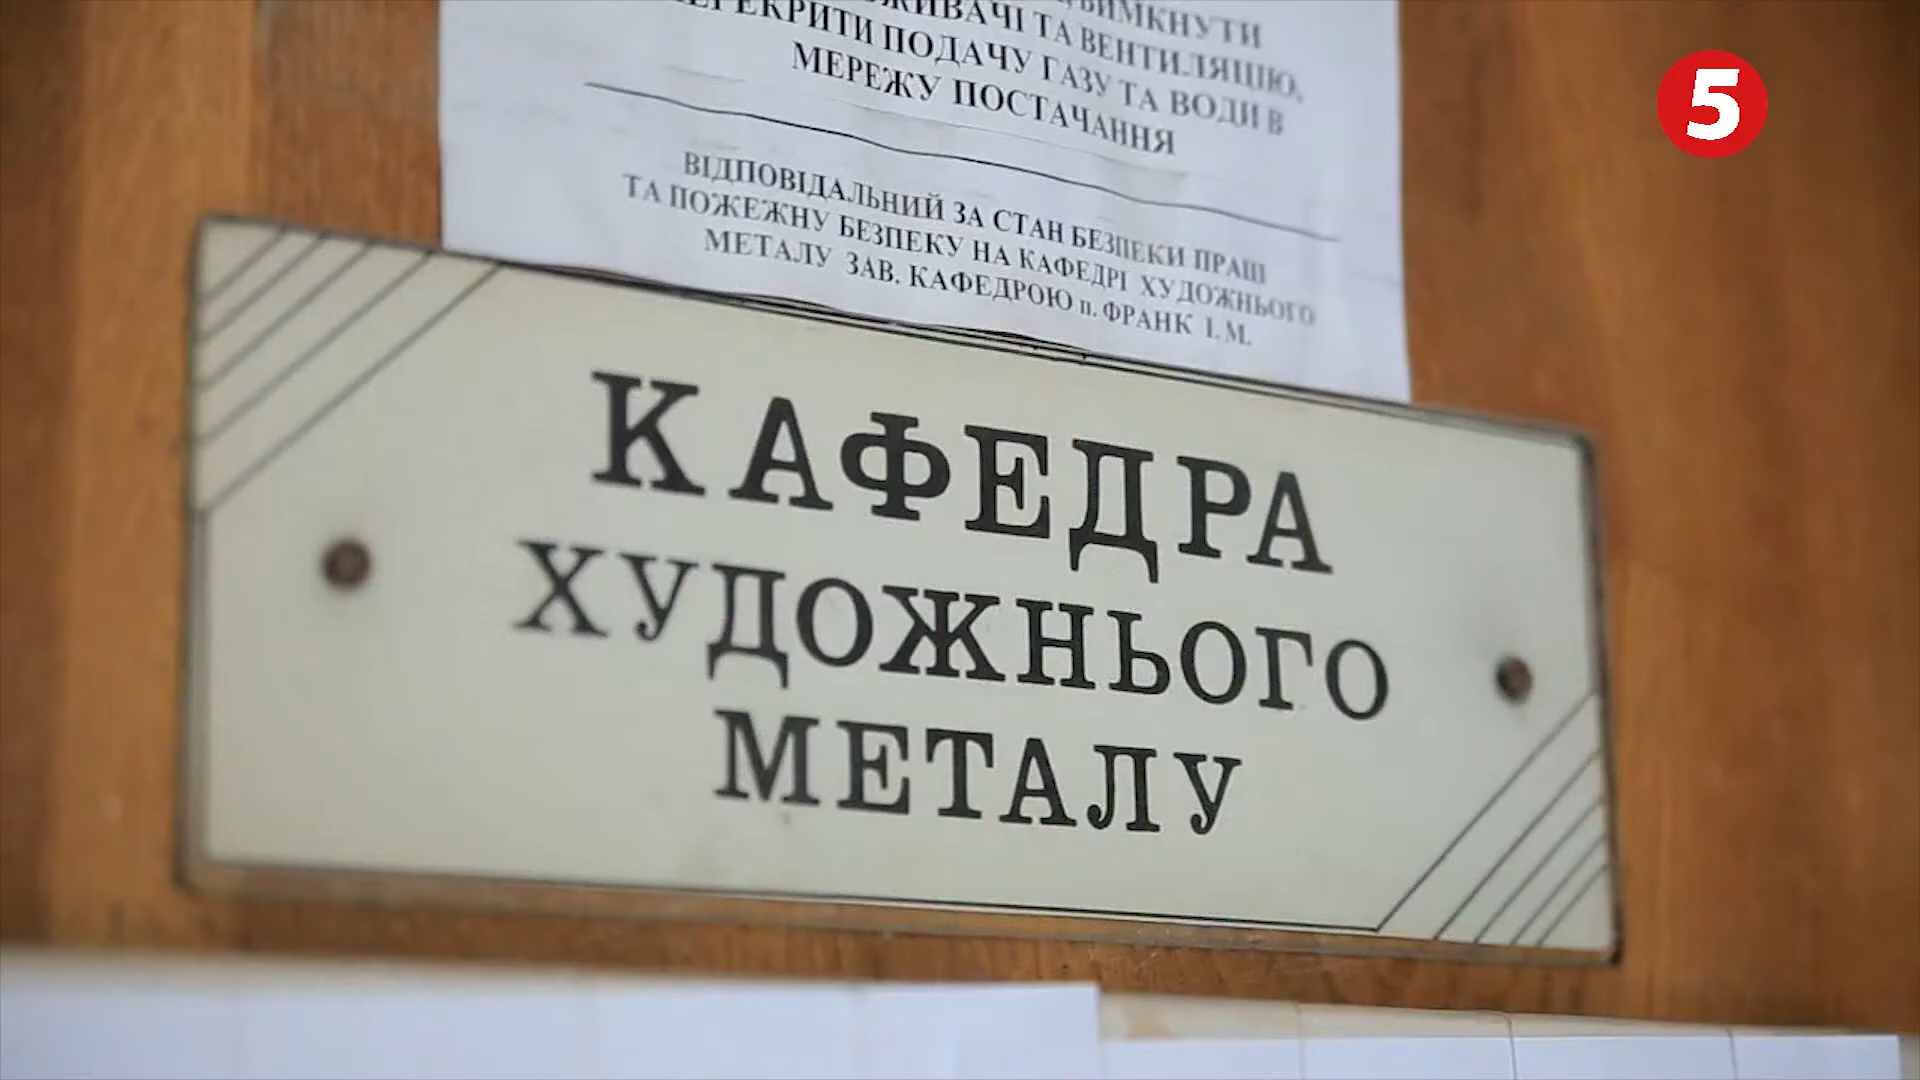 ВИМКНУТИ
ТА ВЕНТИЛЯЦІЮ,
ПЕРЕКРИТИ ПОДАЧУ ГАЗУ ТА ВОДИ В
МЕРЕЖУ ПОСТАЧАННЯ
ВІДПОВІДАЛЬНИЙ ЗА СТАН БЕЗПЕКИ ПРАЦІ
ТА ПОЖЕЖНУ БЕЗПЕКУ НА КАФЕДРІ ХУДОЖНЬОГО
МЕТАЛУ ЗАВ. КАФЕДРОЮ п. ФРАНК І. М.
КАФЕДРА
ХУДОЖНЬОГО
МЕТАЛУ
5